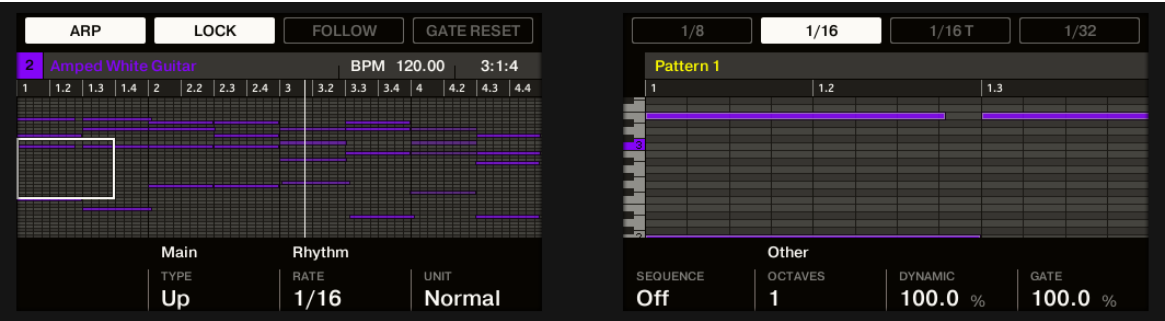 ARP LOCK FOLLOW GATE RESET
2 Amped White Guitar BPM 120.00 3:1:4
1 1.2 1.3 1.4 2 2.2 2.3 2.4 3 3.2 3.3 3.4 4 4.2 4.3 4.4
Main Rhythm
TYPE RATE UNIT
Up 1/16 Normal
1/8 1/16 1/16 T 1/32
Pattern 1
1 1.2 1.3
3
2
Other
SEQUENCE OCTAVES DYNAMIC GATE
Off 1 100.0 % 100.0 %